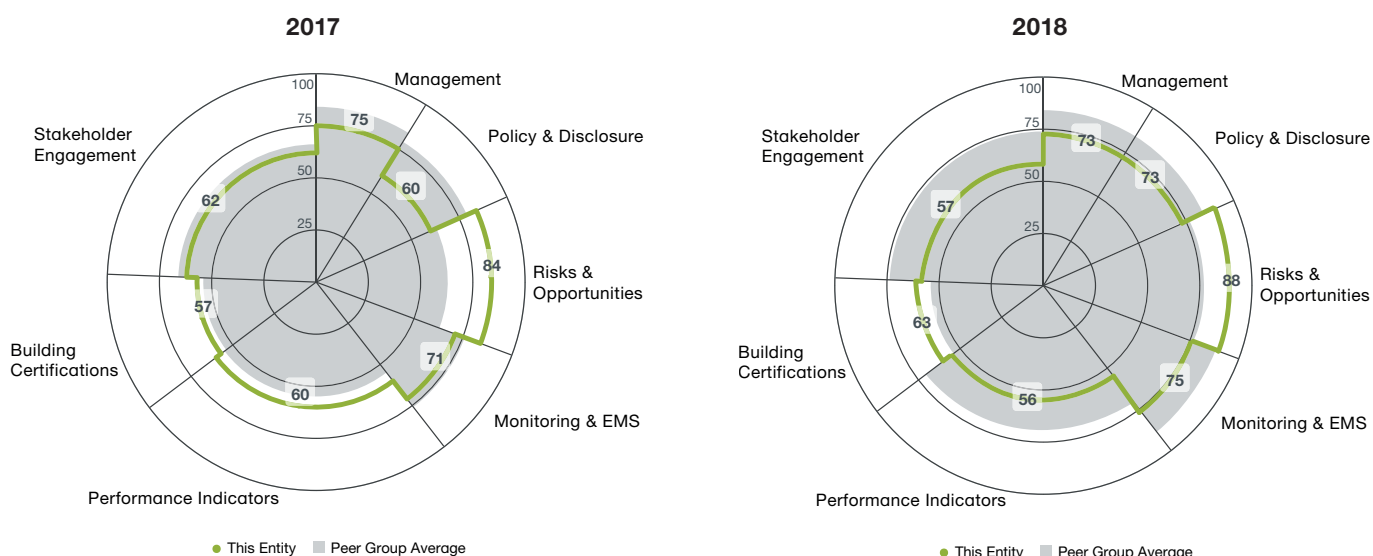 2017
Management
100
75
75
50
25
Policy & Disclosure
60
Risks &
Opportunities
84
Monitoring & EMS
71
Performance Indicators
60
Building
Certifications
57
Stakeholder
Engagement
62
This Entity
Peer Group Average
2018
Management
100
75
73
50
25
Policy & Disclosure
73
Risks &
Opportunities
88
Monitoring & EMS
75
Performance Indicators
56
Building
Certifications
63
Stakeholder
Engagement
57
This Entity
Peer Group Average